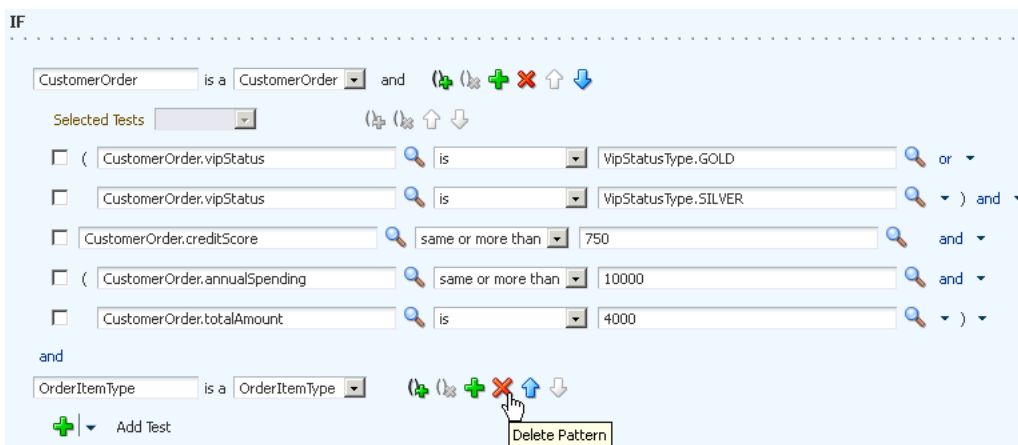 IF
CustomerOrder is a CustomerOrder and
Selected Tests
( CustomerOrder.vipStatus is VipStatusType.GOLD or
CustomerOrder.vipStatus is VipStatusType.SILVER ) and
CustomerOrder.creditScore same or more than 750 and
( CustomerOrder.annualSpending same or more than 10000 and
CustomerOrder.totalAmount is 4000 )
and
OrderItemType is a OrderItemType
Add Test
Delete Pattern